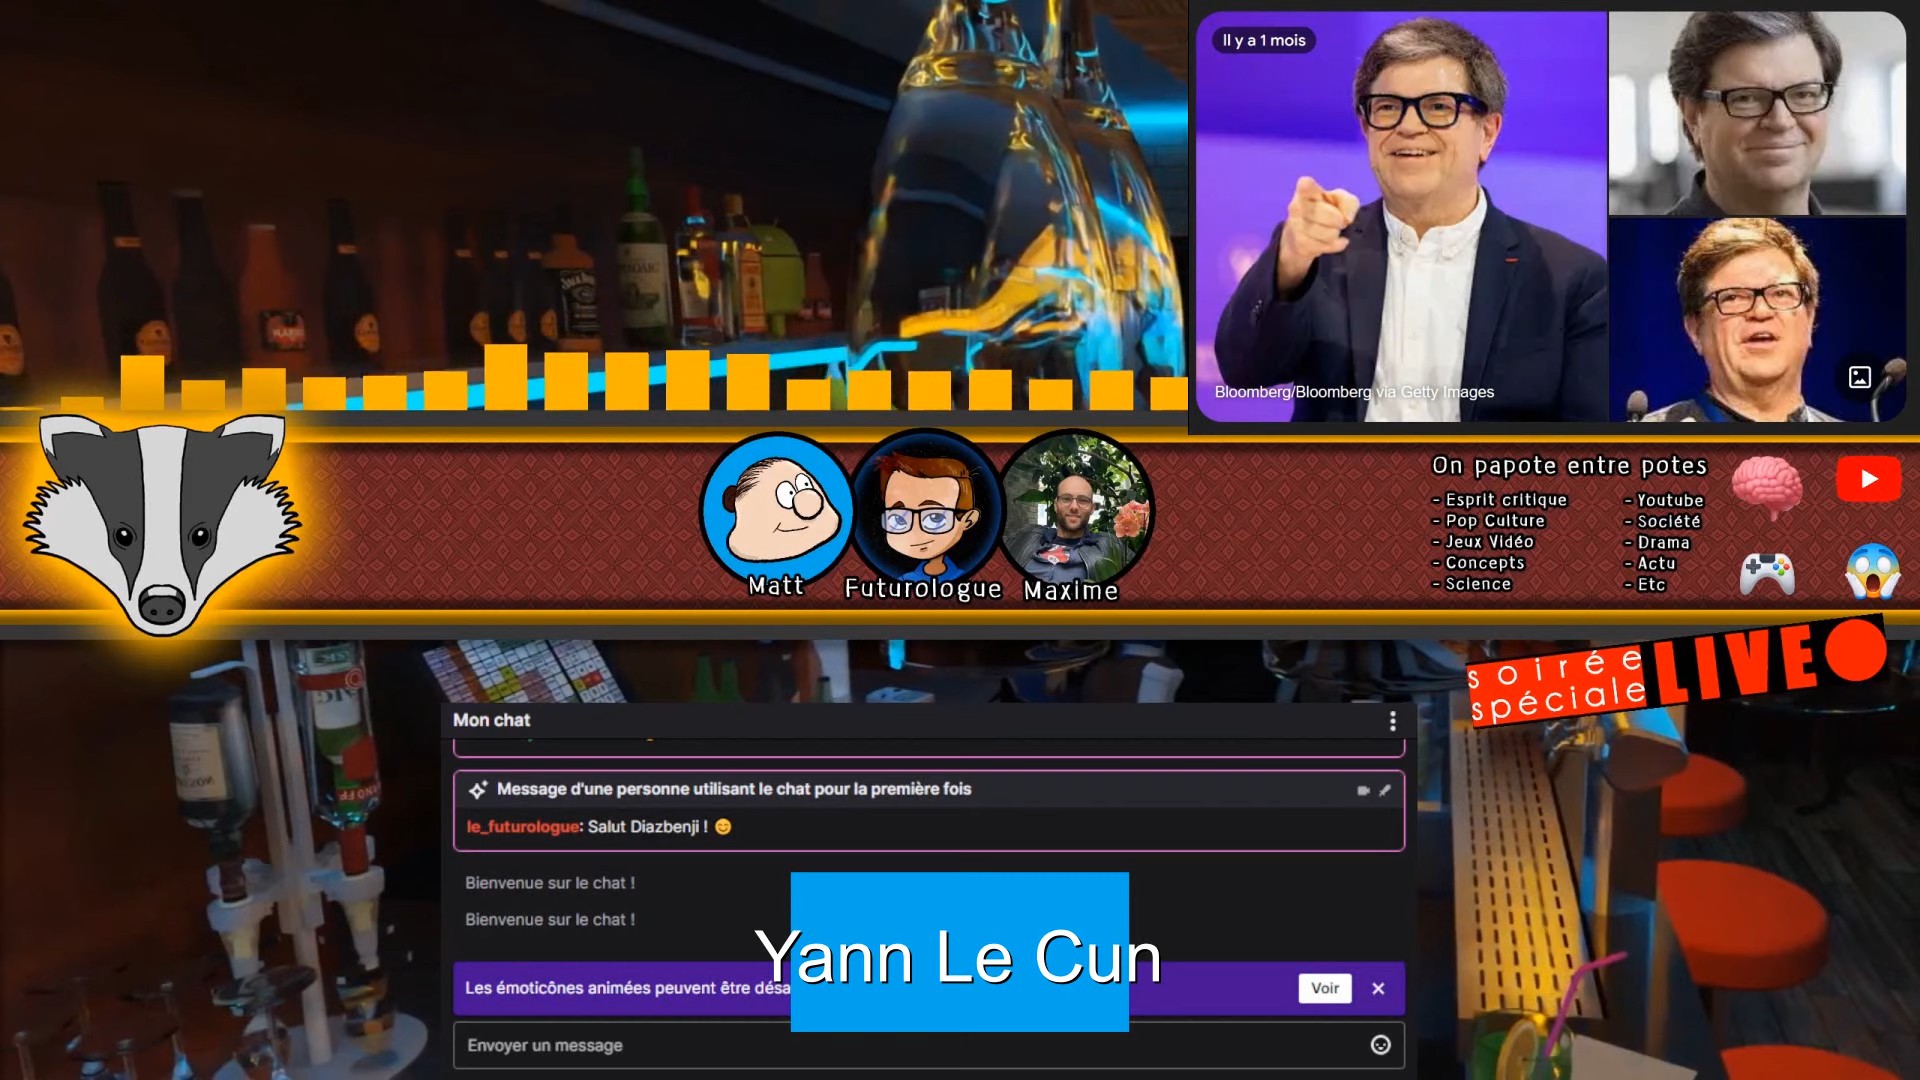 Il y a 1 mois
Bloomberg/Bloomberg via Getty Images
Matt
Futurologue
Maxime
On papote entre potes
- Esprit critique
- Pop Culture
- Jeux Vidéo
- Concepts
- Science
- Youtube
- Société
- Drama
- Actu
- Etc
soirée
spéciale
LIVE
Mon chat
Message d'une personne utilisant le chat pour la première fois
le_futurologue: Salut Diazbenji ! 😊
Bienvenue sur le chat !
Bienvenue sur le chat !
Yann Le Cun
Les émoticônes animées peuvent être désa
Voir
Envoyer un message